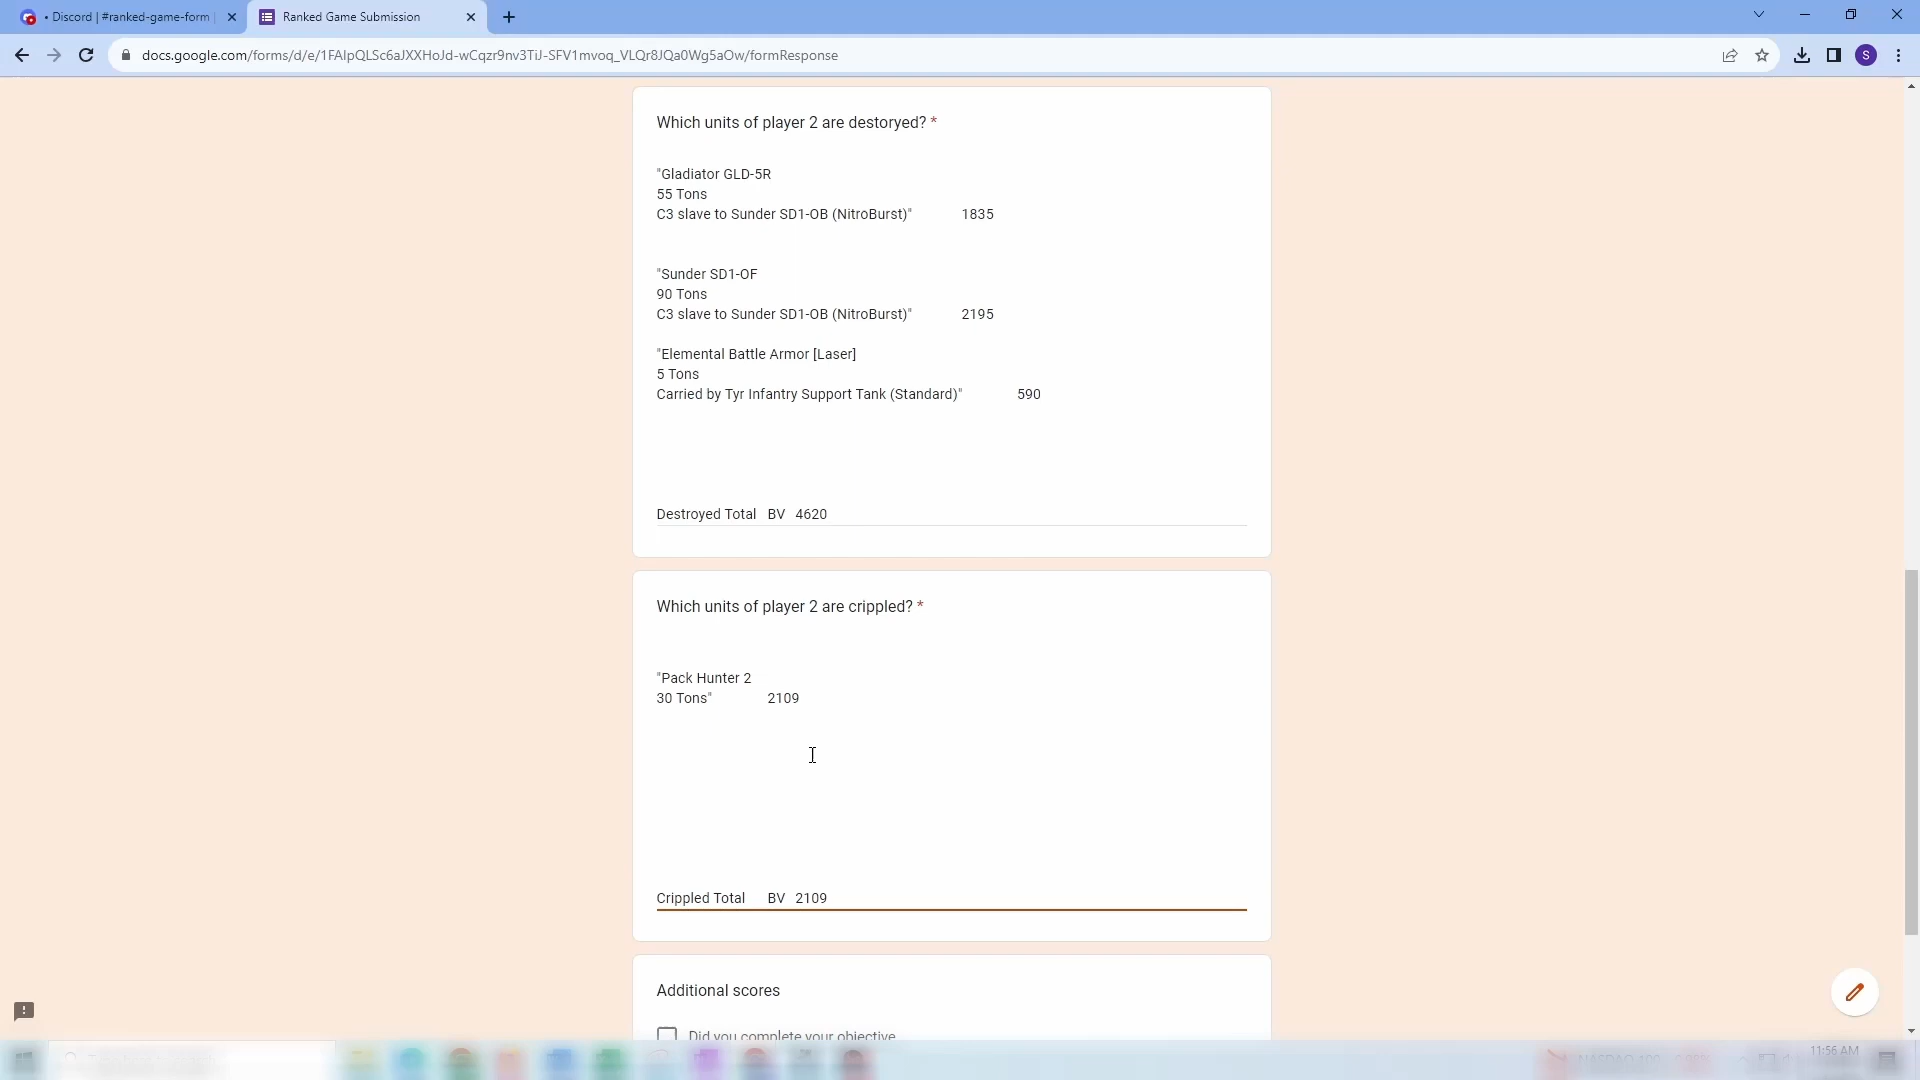 • Discord | #ranked-game-form |
Ranked Game Submission
docs.google.com/forms/d/e/1FAIpQLSc6aJXXHoJd-wCqzr9nv3TiJ-SFV1mvoq_VLQr8JQa0Wg5aOw/formResponse
S
Which units of player 2 are destoryed? *
"Gladiator GLD-5R
55 Tons
C3 slave to Sunder SD1-OB (NitroBurst)" 1835
"Sunder SD1-OF
90 Tons
C3 slave to Sunder SD1-OB (NitroBurst)" 2195
"Elemental Battle Armor [Laser]
5 Tons
Carried by Tyr Infantry Support Tank (Standard)" 590
Destroyed Total BV 4620
Which units of player 2 are crippled? *
"Pack Hunter 2
30 Tons" 2109
Crippled Total BV 2109
Additional scores
Did you complete your objective
11:56 AM